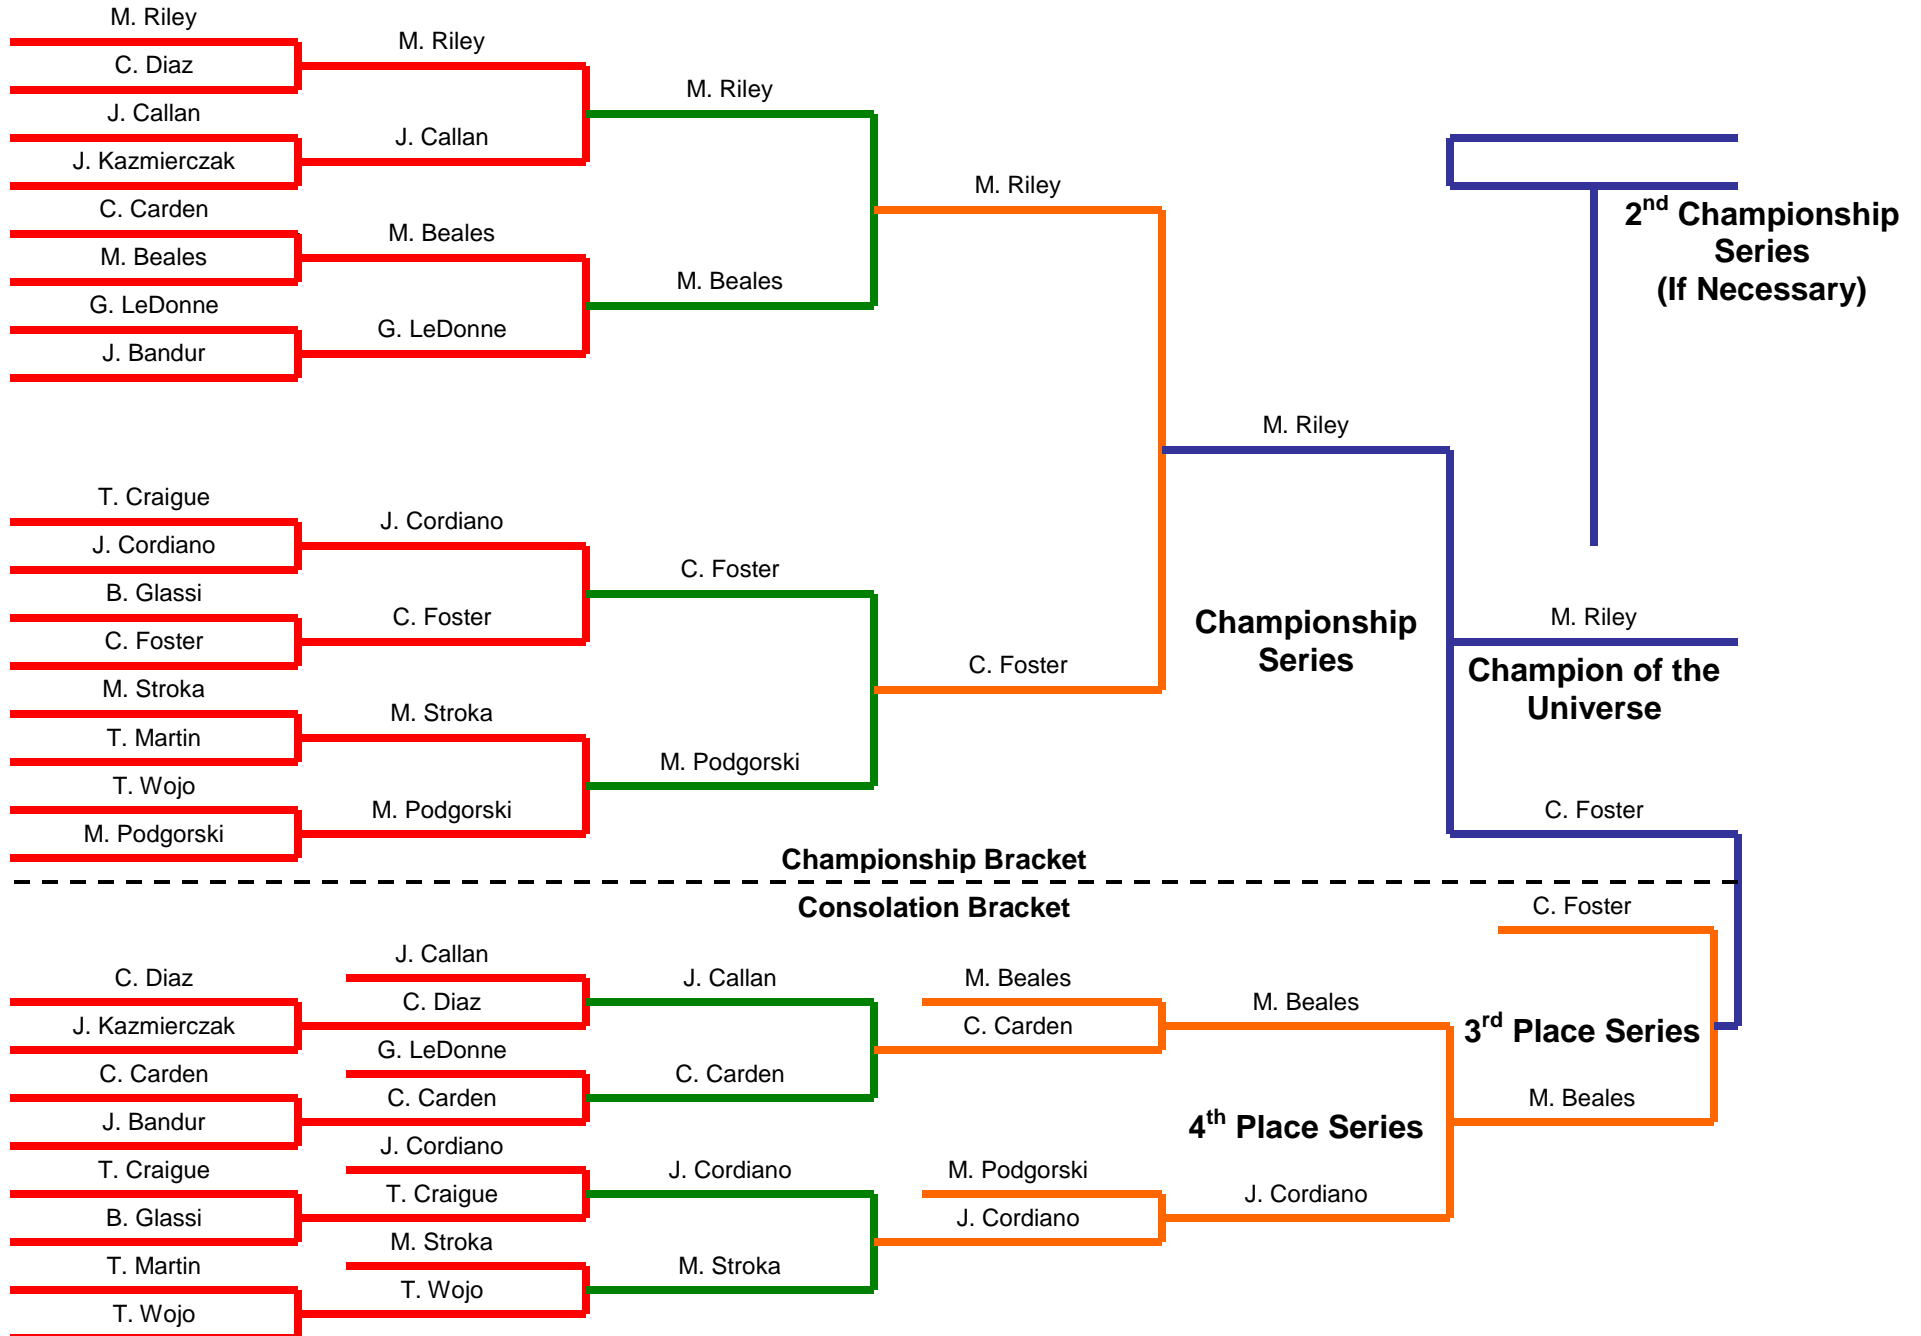 M. Riley
C. Diaz
J. Callan
J. Kazmierczak
C. Carden
M. Beales
G. LeDonne
J. Bandur
T. Craigue
J. Cordiano
B. Glassi
C. Foster
M. Stroka
T. Martin
T. Wojo
M. Podgorski
M. Riley
J. Callan
M. Beales
G. LeDonne
J. Cordiano
C. Foster
M. Stroka
M. Podgorski
M. Riley
M. Beales
C. Foster
M. Podgorski
M. Riley
C. Foster
M. Riley
Championship
Series
2nd Championship
Series
(If Necessary)
M. Riley
Champion of the
Universe
C. Foster
Championship Bracket
Consolation Bracket
C. Diaz
J. Kazmierczak
C. Carden
J. Bandur
T. Craigue
B. Glassi
T. Martin
T. Wojo
J. Callan
C. Diaz
G. LeDonne
C. Carden
J. Cordiano
T. Craigue
M. Stroka
T. Wojo
J. Callan
C. Carden
J. Cordiano
M. Stroka
M. Beales
C. Carden
M. Podgorski
J. Cordiano
M. Beales
4th Place Series
J. Cordiano
C. Foster
3rd Place Series
M. Beales